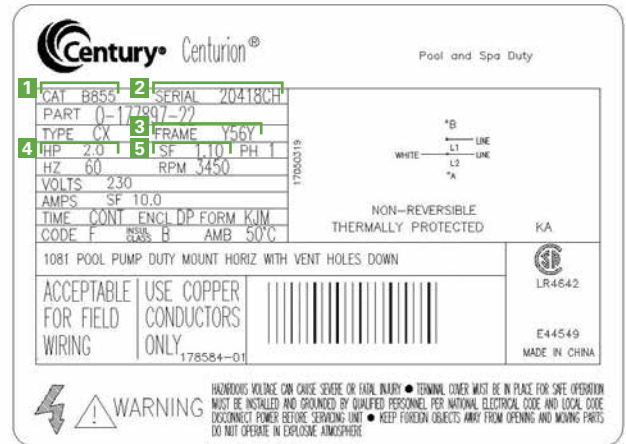 Century® Centurion®
Pool and Spa Duty
1 2
CAT B855 SERIAL 20418CH
PART 0-177897-22
3
TYPE CX FRAME Y56Y
4 5
HP 2.0 SF 1.10 PH 1
HZ 60 RPM 3450
VOLTS 230
AMPS SF 10.0
TIME CONT ENCL DP FORM KJM
CODE F INSUL CLASS B AMB 50°C
17050319
"B
LINE
L1
WHITE LINE
L2
"A
NON-REVERSIBLE
THERMALLY PROTECTED
KA
1081 POOL PUMP DUTY MOUNT HORIZ WITH VENT HOLES DOWN
ACCEPTABLE
FOR FIELD
WIRING
USE COPPER
CONDUCTORS
ONLY
178584-01
LR4642
E44549
MADE IN CHINA
WARNING
HAZARDOUS VOLTAGE CAN CAUSE SEVERE OR FATAL INJURY ● TERMINAL COVER MUST BE IN PLACE FOR SAFE OPERATION
MUST BE INSTALLED AND GROUNDED BY QUALIFIED PERSONNEL PER NATIONAL ELECTRICAL CODE AND LOCAL CODE
DISCONNECT POWER BEFORE SERVICING UNIT ● KEEP FOREIGN OBJECTS AWAY FROM OPENING AND MOVING PARTS
DO NOT OPERATE IN EXPLOSIVE ATMOSPHERE